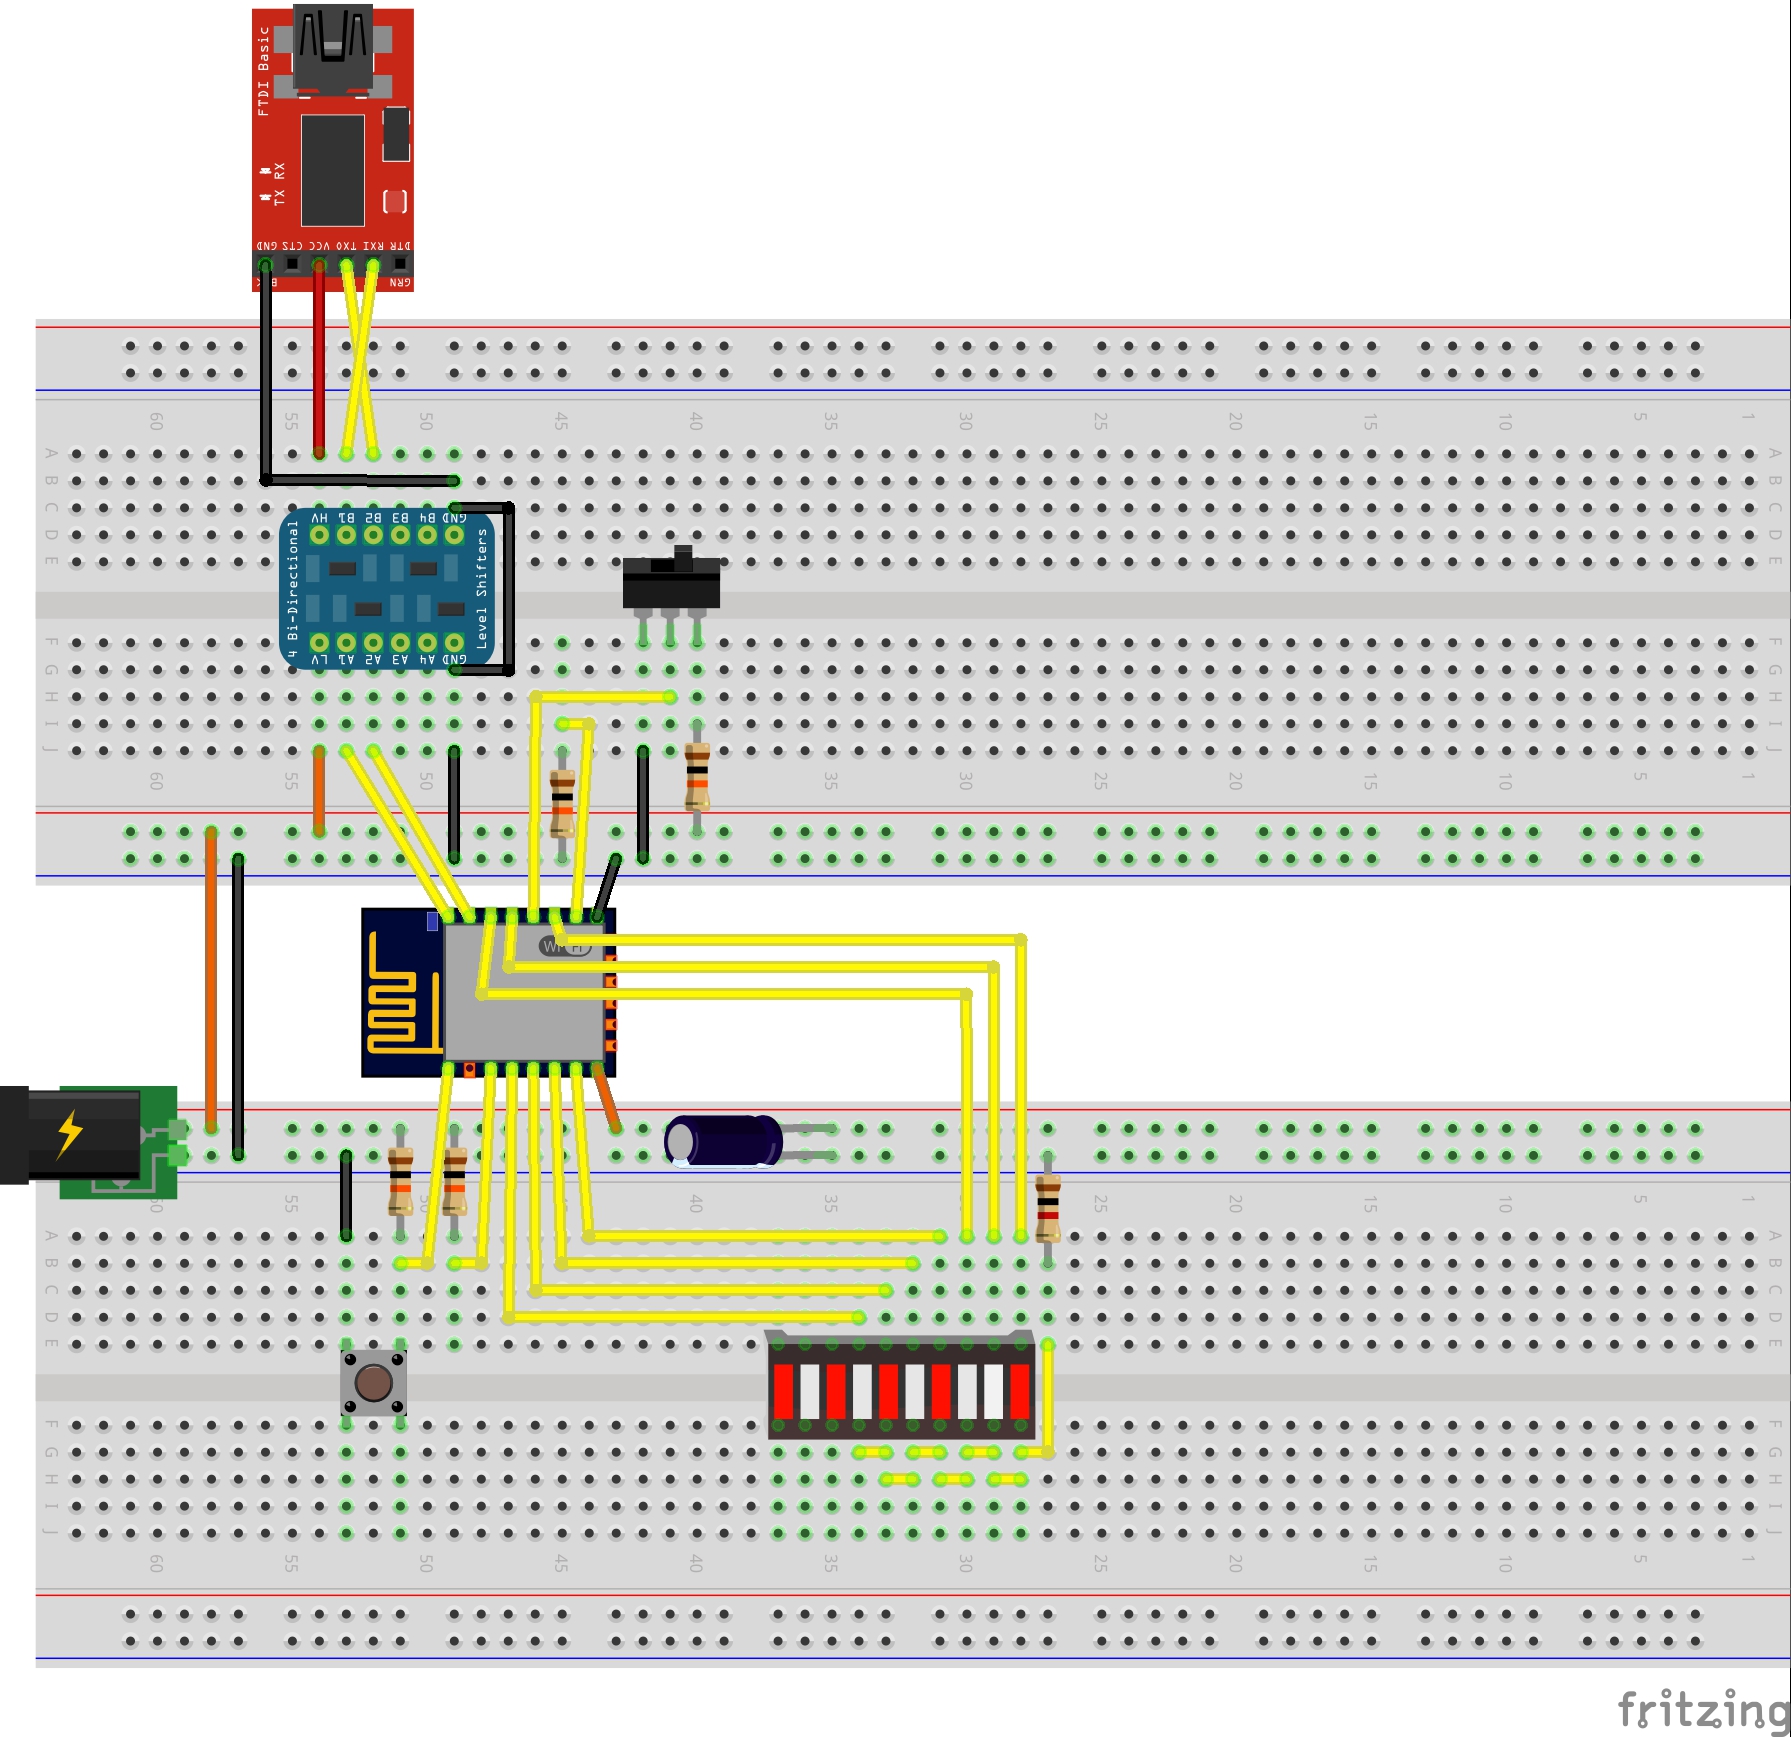 FTDI Basic
TX RX
GND CTS VCC TXO RXI DTR
GRN
60 55 50 45 40 35 30 25 20 15 10 5 1
A A
B B
C C
D D
E E
HV B1 B2 B3 B4 GND
4 Bi-Directional
Level Shifters
LV A1 A2 A3 A4 GND
F F
G G
H H
I I
J J
60 55 50 45 40 35 30 25 20 15 10 5 1
55 50 45 40 35 30 25 20 15 10 5 1
A A
B B
C C
D D
E E
F F
G G
H H
I I
J J
60 55 50 45 40 35 30 25 20 15 10 5 1
fritzing